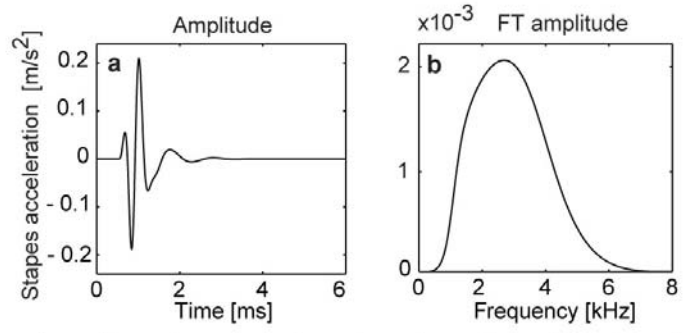 Amplitude
a
Stapes acceleration [m/s²]
0.2
0.1
0
- 0.1
- 0.2
0 2 4 6
Time [ms]
x10⁻³ FT amplitude
b
2
1
0
0 2 4 6 8
Frequency [kHz]